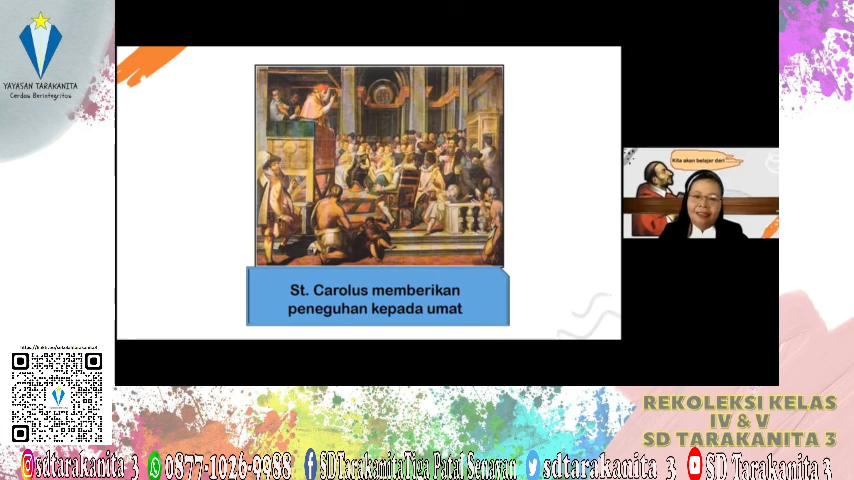 YAYASAN TARAKANITA
Cerdas Berintegritas
St. Carolus memberikan
peneguhan kepada umat
Kita akan belajar dari
REKOLEKSI KELAS
IV & V
SD TARAKANITA 3
sdtarakanita_3 0877-1026-9988 SDTarakanitaTiga Patal Senayan sdtarakanita_3 SD Tarakanita 3